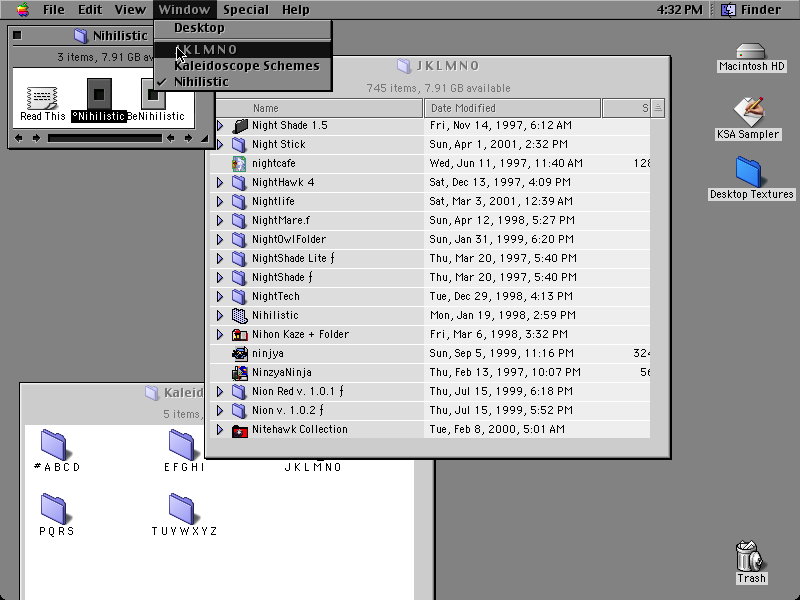 File Edit View Window Special Help 4:32 PM Finder
Desktop
JKLMNO
Kaleidoscope Schemes
Nihilistic
Nihilistic
3 items, 7.91 GB av
Read This
ºNihilistic
BeNihilistic
JKLMNO
745 items, 7.91 GB available
Name Date Modified S
Night Shade 1.5 Fri, Nov 14, 1997, 6:12 AM
Night Stick Sun, Apr 1, 2001, 2:32 PM
nightcafe Wed, Jun 11, 1997, 11:40 AM 128
NightHawk 4 Sat, Dec 13, 1997, 4:09 PM
Nightlife Sat, Mar 3, 2001, 12:39 AM
NightMare.f Sun, Apr 12, 1998, 5:27 PM
NightOwlFolder Sun, Jan 31, 1999, 6:20 PM
NightShade Lite ƒ Thu, Mar 20, 1997, 5:40 PM
NightShade ƒ Thu, Mar 20, 1997, 5:40 PM
NightTech Tue, Dec 29, 1998, 4:13 PM
Nihilistic Mon, Jan 19, 1998, 2:59 PM
Nihon Kaze + Folder Fri, Mar 6, 1998, 3:32 PM
ninjya Sun, Sep 5, 1999, 11:16 PM 324
NinzyaNinja Thu, Feb 13, 1997, 10:07 PM 56
Nion Red v. 1.0.1 ƒ Thu, Jul 15, 1999, 6:18 PM
Nion v. 1.0.2 ƒ Thu, Jul 15, 1999, 5:52 PM
Nitehawk Collection Tue, Feb 8, 2000, 5:01 AM
Kaleid
5 items,
#ABCD
EFGHI
JKLMNO
PQRS
TUVWXYZ
Macintosh HD
KSA Sampler
Desktop Textures
Trash